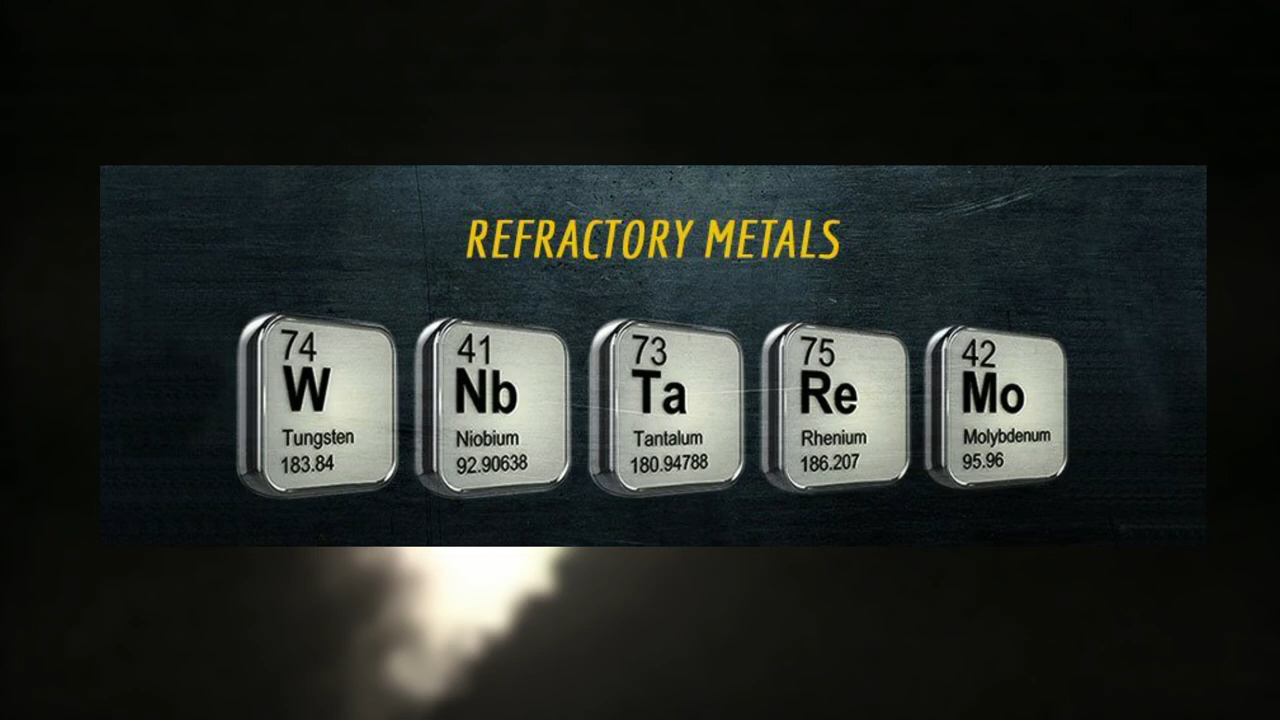 REFRACTORY METALS
74
W
Tungsten
183.84
41
Nb
Niobium
92.90638
73
Ta
Tantalum
180.94788
75
Re
Rhenium
186.207
42
Mo
Molybdenum
95.96